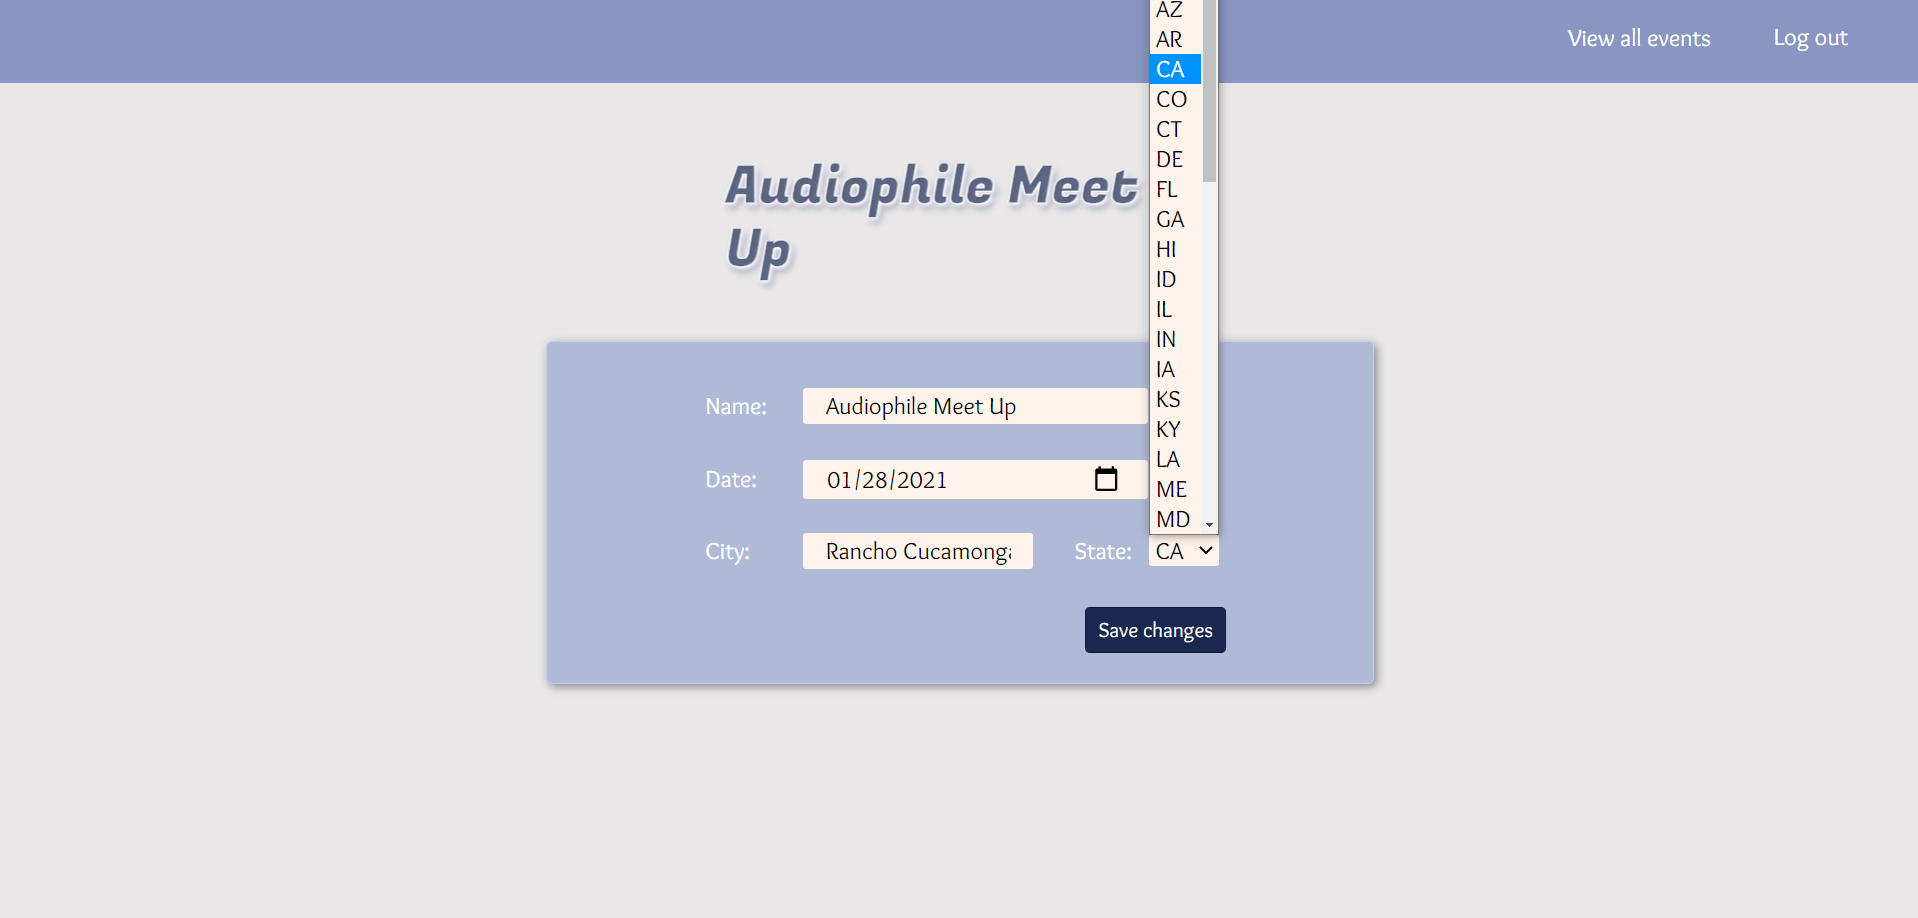 View all events
Log out
Audiophile Meet
Up
Name:
Audiophile Meet Up
Date:
01/28/2021
City:
Rancho Cucamonga
State:
CA
AZ
AR
CA
CO
CT
DE
FL
GA
HI
ID
IL
IN
IA
KS
KY
LA
ME
MD
Save changes